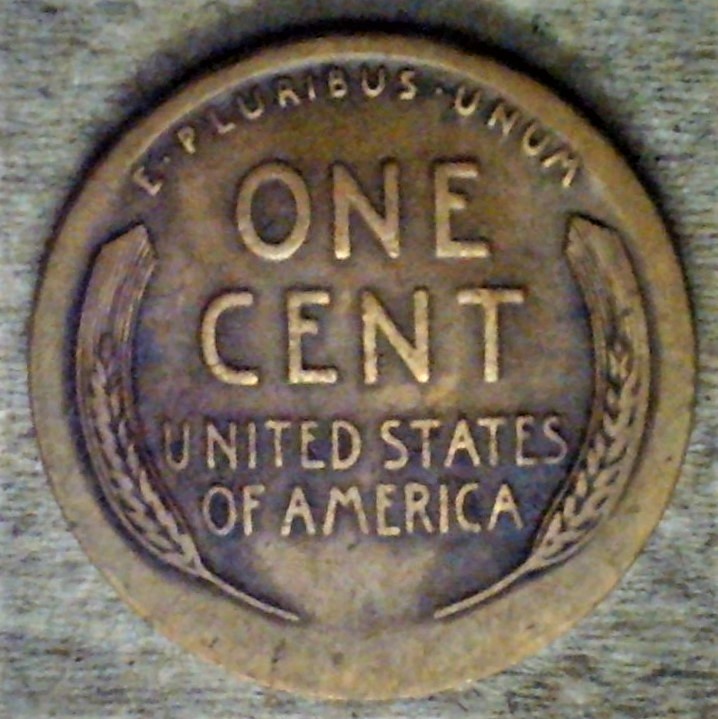 E·PLURIBUS·UNUM
ONE
CENT
UNITED STATES
OF AMERICA